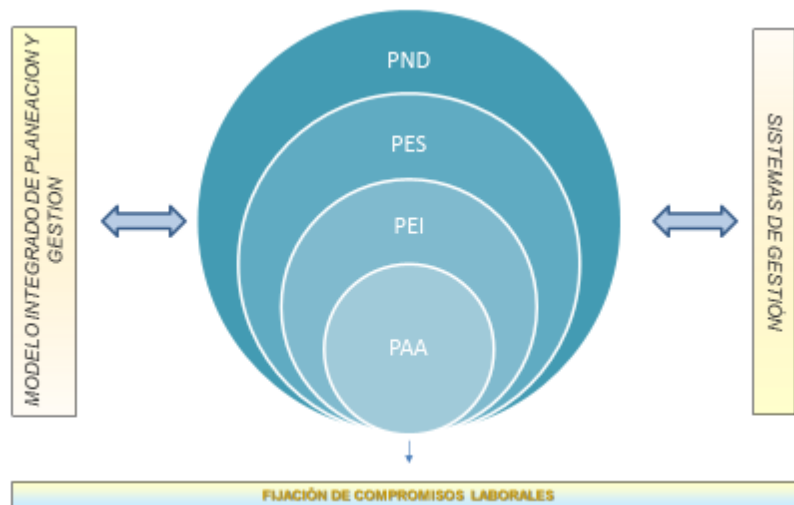 MODELO INTEGRADO DE PLANEACION Y
GESTION
PND
PES
PEI
PAA
SISTEMAS DE GESTIÓN
FIJACIÓN DE COMPROMISOS LABORALES